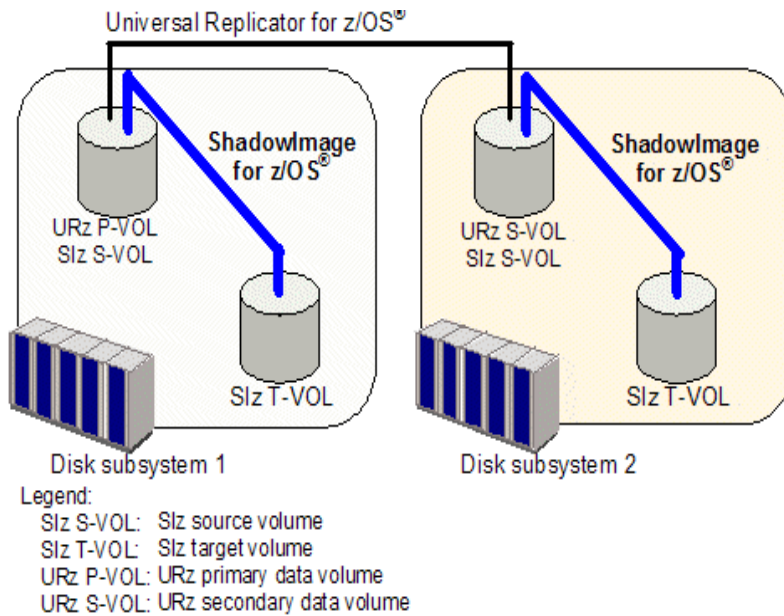 Universal Replicator for z/OS®
ShadowImage
for z/OS®
URz P-VOL
SIz S-VOL
SIz T-VOL
Disk subsystem 1
ShadowImage
for z/OS®
URz S-VOL
SIz S-VOL
SIz T-VOL
Disk subsystem 2
Legend:
SIz S-VOL: SIz source volume
SIz T-VOL: SIz target volume
URz P-VOL: URz primary data volume
URz S-VOL: URz secondary data volume